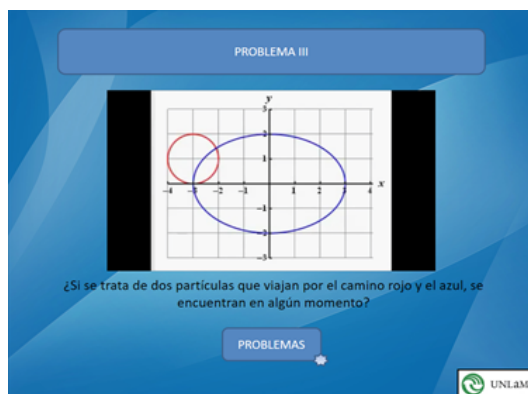 PROBLEMA III
y
3
2
1
-4 -3 -2 -1 1 2 3 4 x
-1
-2
-3
¿Si se trata de dos partículas que viajan por el camino rojo y el azul, se
encuentran en algún momento?
PROBLEMAS
UNLaM